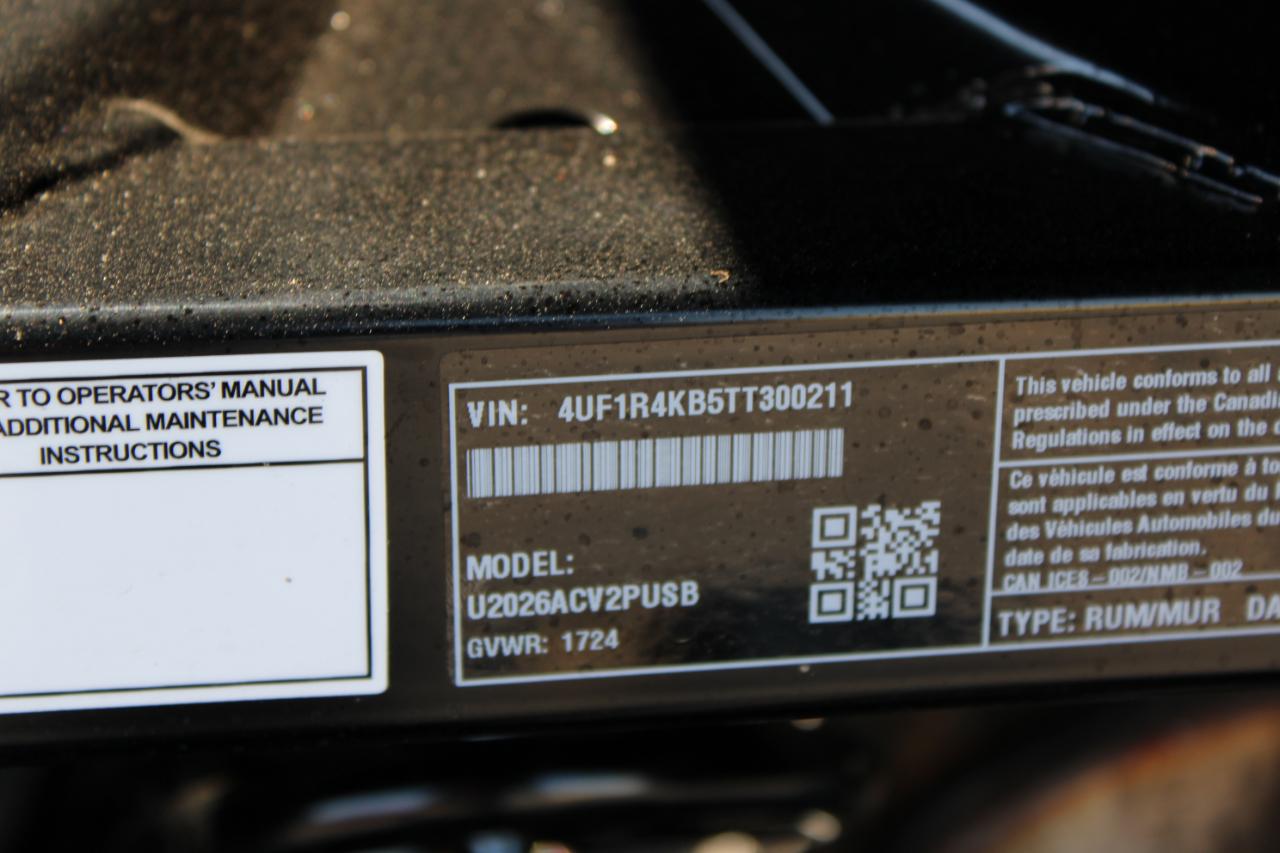 R TO OPERATORS' MANUAL
ADDITIONAL MAINTENANCE
INSTRUCTIONS
VIN: 4UF1R4KB5TT300211
MODEL:
U2026ACV2PUSB
GVWR: 1724
This vehicle conforms to all
prescribed under the Canadi
Regulations in effect on the
Ce véhicule est conforme à to
sont applicables en vertu du
des Véhicules Automobiles du
date de sa fabrication.
CAN ICES - 002/NMB - 002
TYPE: RUM/MUR DA